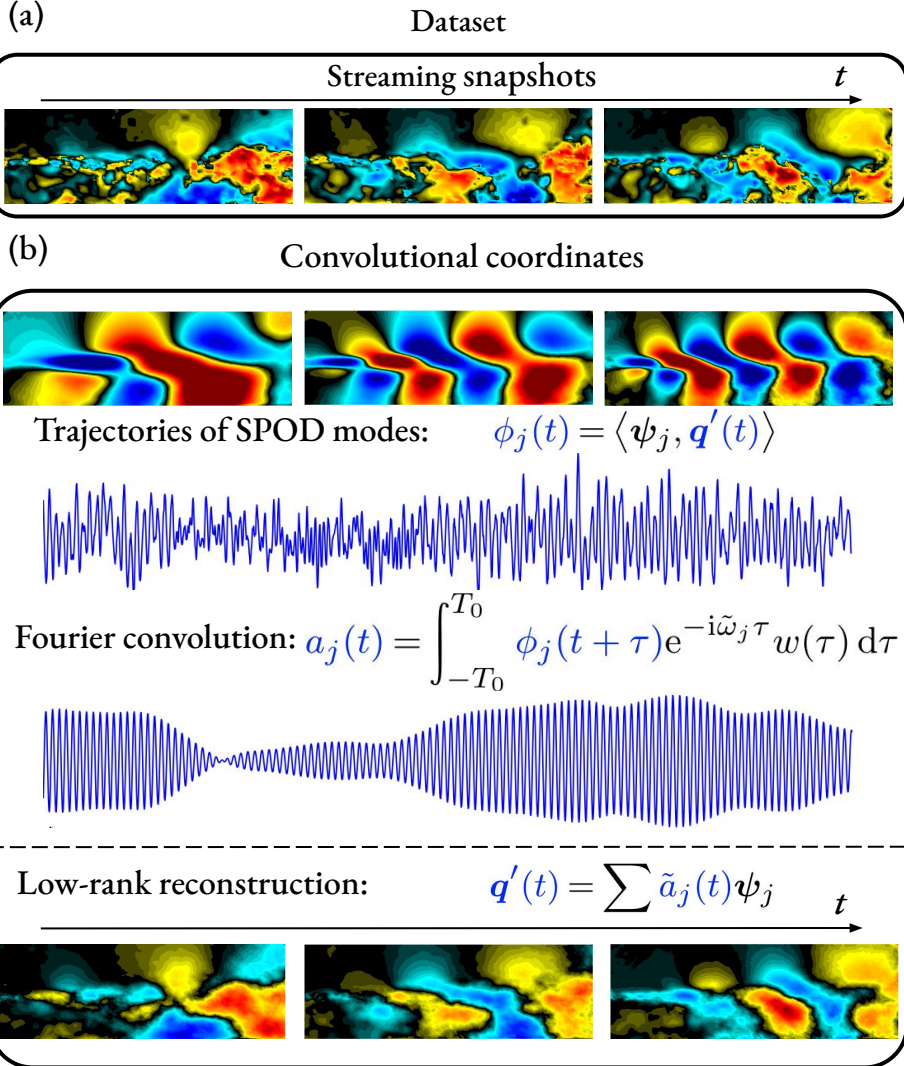 (a)
Dataset
Streaming snapshots t
(b)
Convolutional coordinates
Trajectories of SPOD modes: ϕ_j(t) = ⟨ψ_j, q′(t)⟩
Fourier convolution: a_j(t) = ∫_{-T_0}^{T_0} ϕ_j(t + τ)e^{−iω̃_j τ} w(τ) dτ
Low-rank reconstruction: q′(t) = ∑ ã_j(t)ψ_j
t